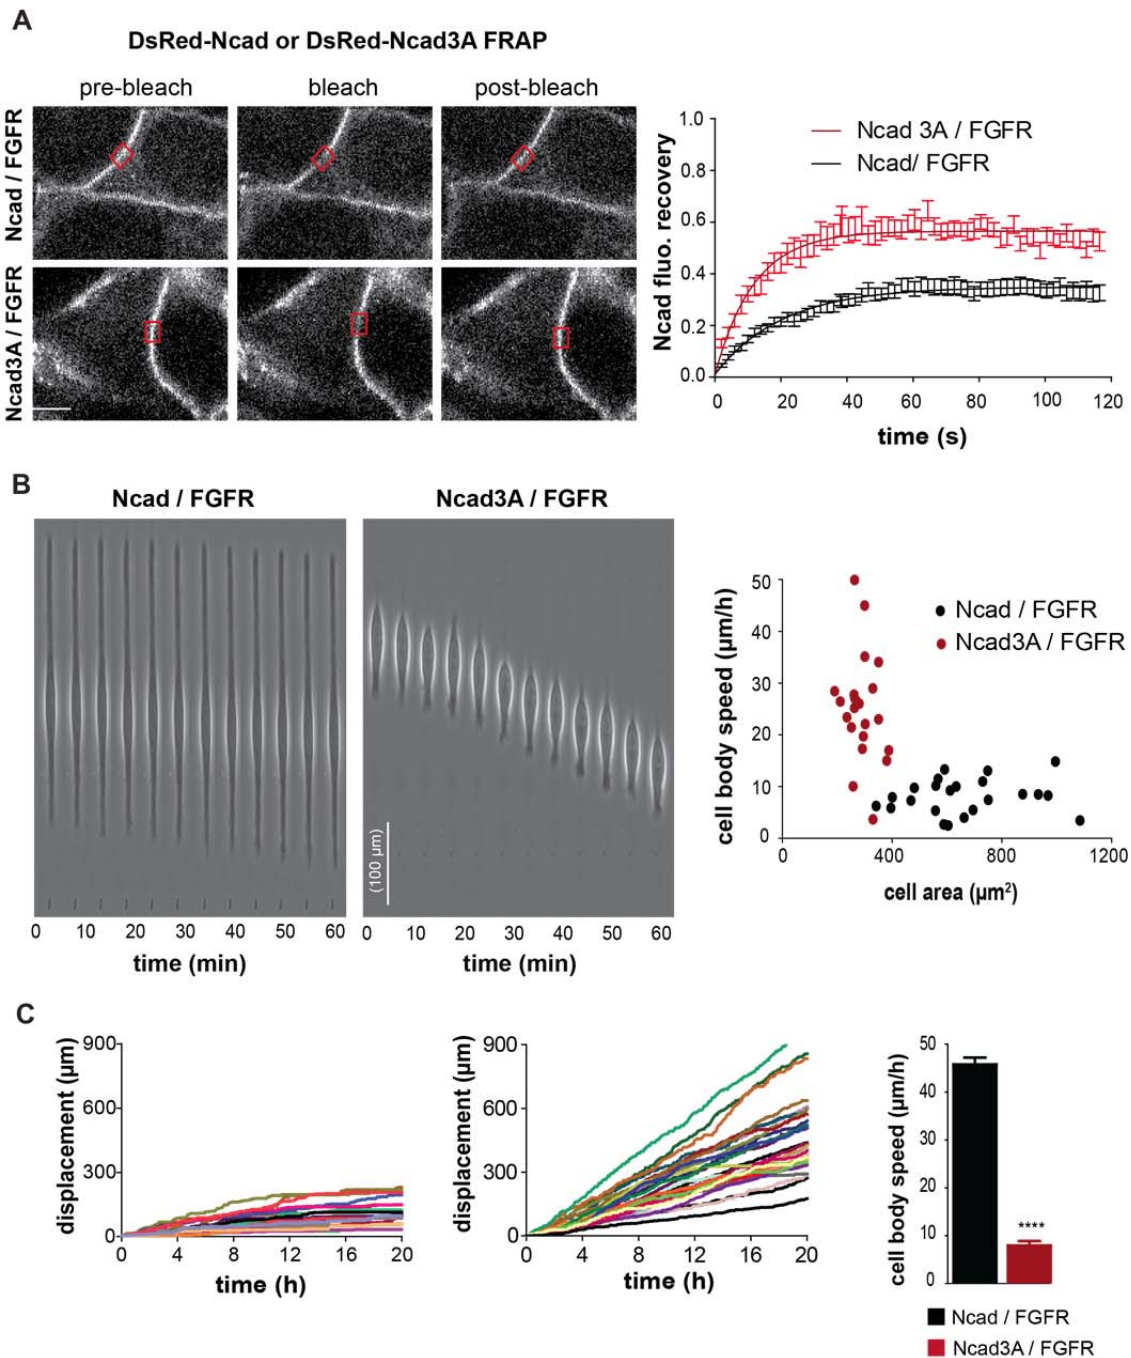 A
DsRed-Ncad or DsRed-Ncad3A FRAP
pre-bleach bleach post-bleach
Ncad / FGFR
Ncad3A / FGFR
Ncad fluo. recovery
1.0
0.8
0.6
0.4
0.2
0.0
0 20 40 60 80 100 120
time (s)
Ncad 3A / FGFR
Ncad/ FGFR
B
Ncad / FGFR Ncad3A / FGFR
(100 µm)
0 10 20 30 40 50 60
time (min)
0 10 20 30 40 50 60
time (min)
cell body speed (µm/h)
50
40
30
20
10
0
0 400 800 1200
cell area (µm²)
Ncad / FGFR
Ncad3A / FGFR
C
displacement (µm)
900
600
300
0
0 4 8 12 16 20
time (h)
displacement (µm)
900
600
300
0
0 4 8 12 16 20
time (h)
cell body speed (µm/h)
50
40
30
20
10
0
****
Ncad / FGFR
Ncad3A / FGFR